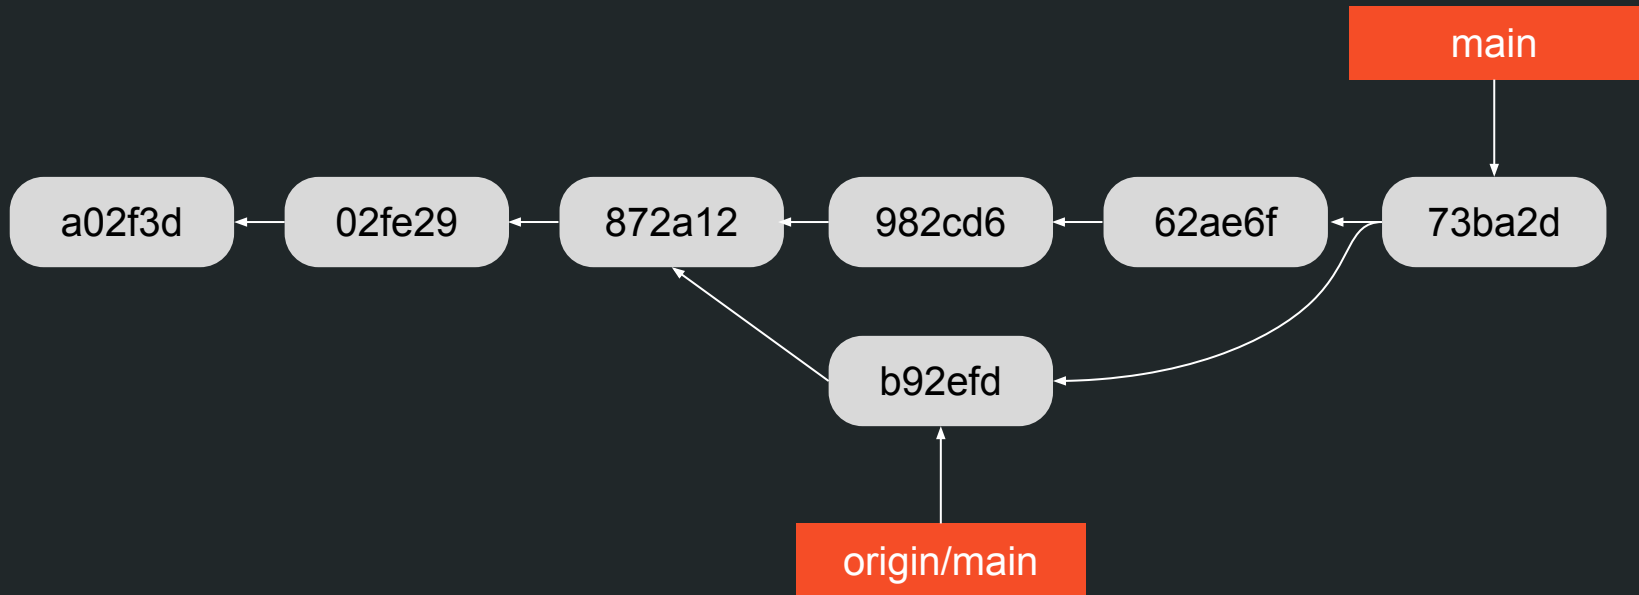 main
a02f3d
02fe29
872a12
982cd6
62ae6f
73ba2d
b92efd
origin/main